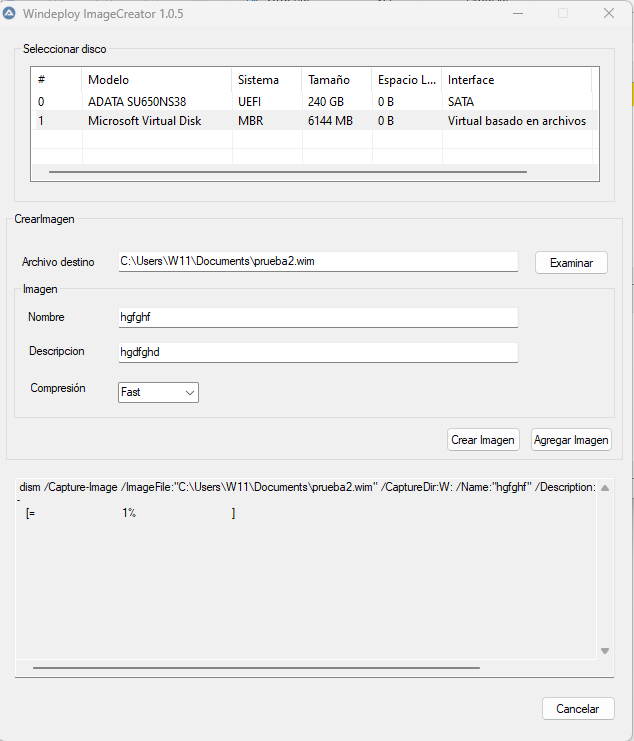 Windeploy ImageCreator 1.0.5
Seleccionar disco
# Modelo Sistema Tamaño Espacio L... Interface
0 ADATA SU650NS38 UEFI 240 GB 0 B SATA
1 Microsoft Virtual Disk MBR 6144 MB 0 B Virtual basado en archivos
CrearImagen
Archivo destino C:\Users\W11\Documents\prueba2.wim Examinar
Imagen
Nombre hgfghf
Descripcion hgdfghd
Compresión Fast
Crear Imagen Agregar Imagen
dism /Capture-Image /ImageFile:"C:\Users\W11\Documents\prueba2.wim" /CaptureDir:W: /Name:"hgfghf" /Description:
-
[= 1% ]
Cancelar